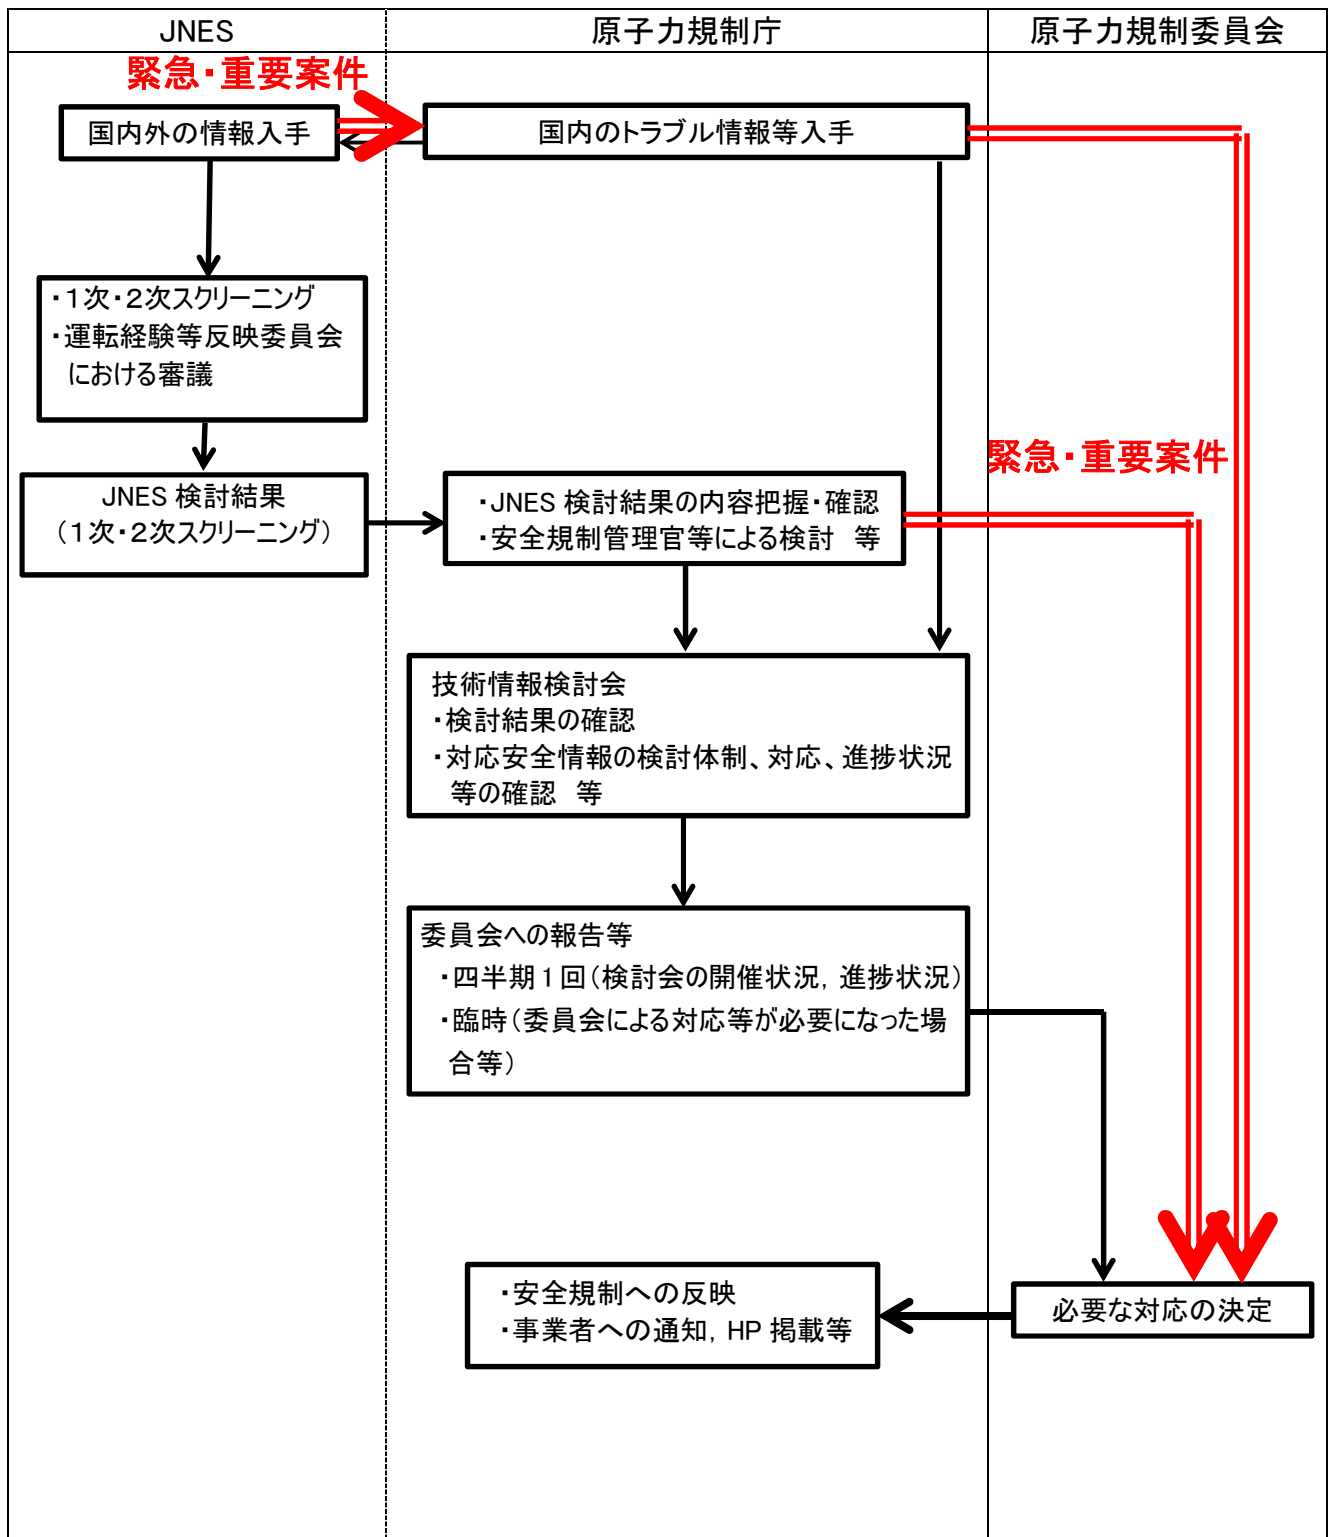 JNES
原子力規制庁
原子力規制委員会
緊急・重要案件
国内外の情報入手
国内のトラブル情報等入手
・1次・2次スクリーニング
・運転経験等反映委員会
における審議
緊急・重要案件
JNES 検討結果
（1次・2次スクリーニング）
・JNES 検討結果の内容把握・確認
・安全規制管理官等による検討　等
技術情報検討会
・検討結果の確認
・対応安全情報の検討体制、対応、進捗状況
等の確認　等
委員会への報告等
・四半期1回（検討会の開催状況，進捗状況）
・臨時（委員会による対応等が必要になった場
合等）
・安全規制への反映
・事業者への通知，HP 掲載等
必要な対応の決定